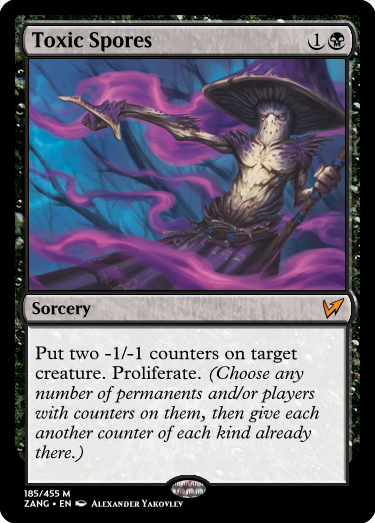 Toxic Spores 1
Sorcery
Put two -1/-1 counters on target
creature. Proliferate. (Choose any
number of permanents and/or players
with counters on them, then give each
another counter of each kind already
there.)
185/455 M
ZANG • EN Alexander Yakovlev